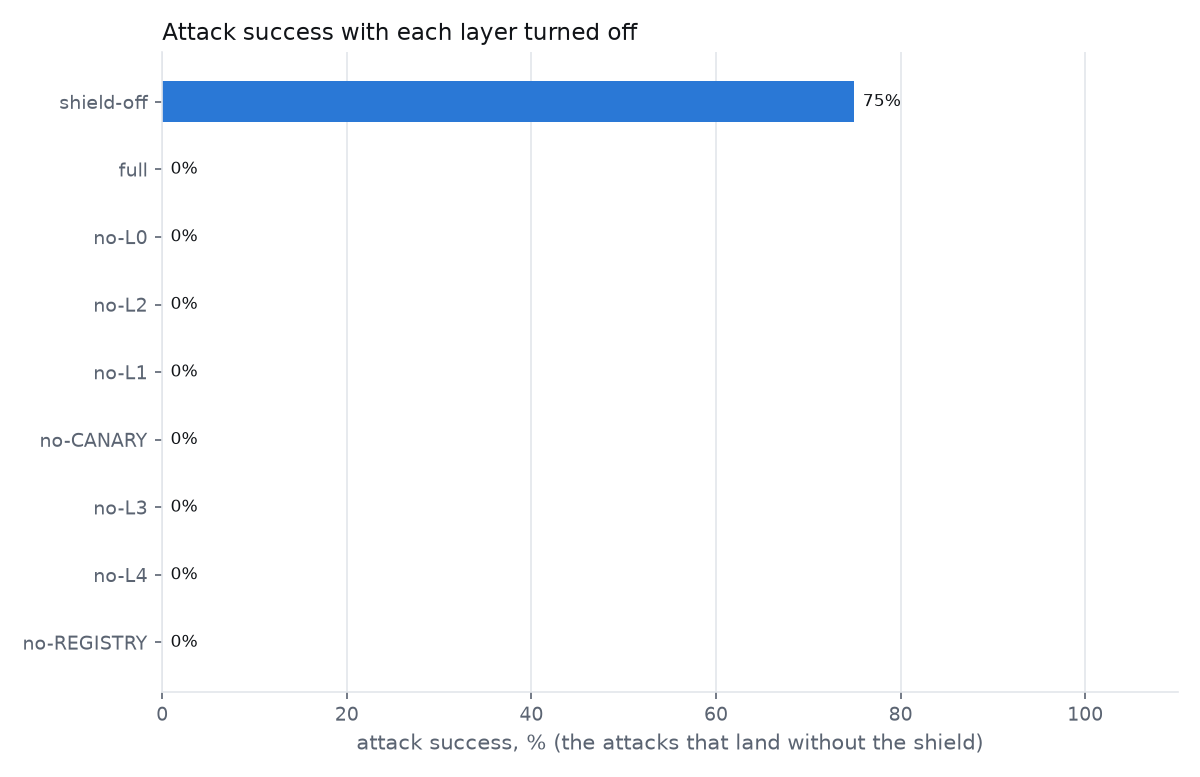 Attack success with each layer turned off
shield-off 75%
full 0%
no-L0 0%
no-L2 0%
no-L1 0%
no-CANARY 0%
no-L3 0%
no-L4 0%
no-REGISTRY 0%
0 20 40 60 80 100
attack success, % (the attacks that land without the shield)